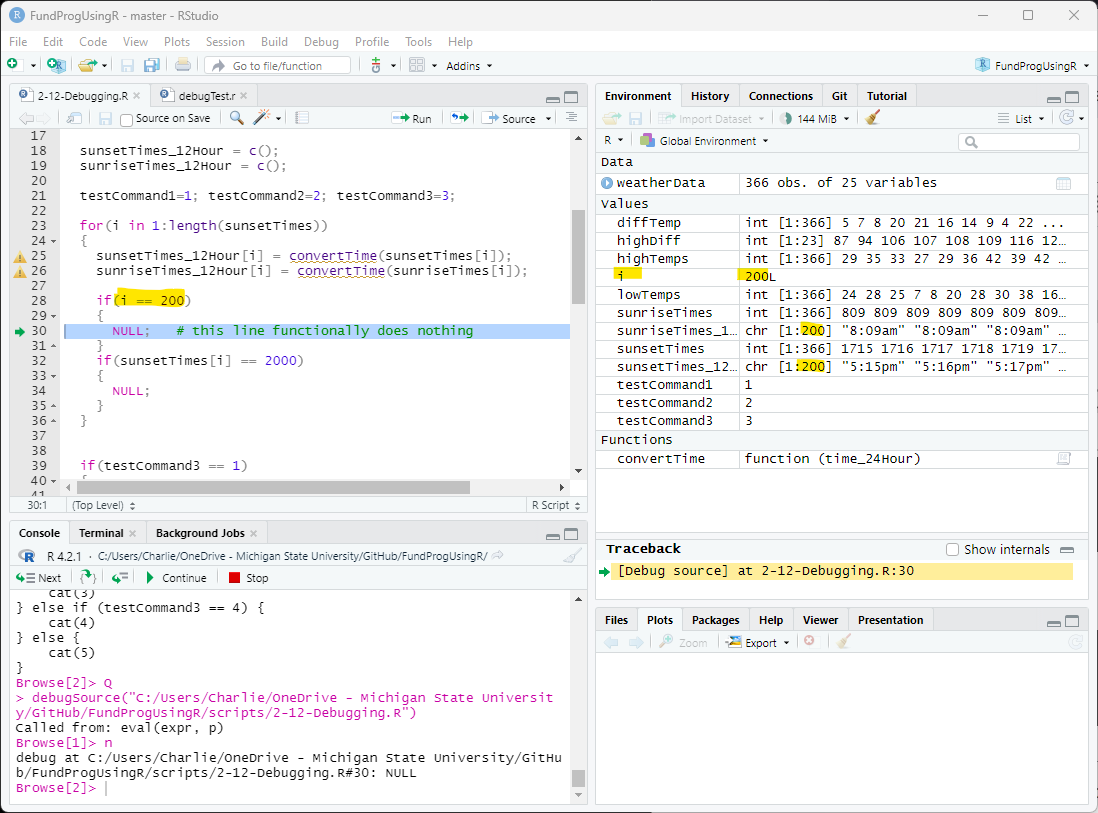 FundProgUsingR - master - RStudio
File Edit Code View Plots Session Build Debug Profile Tools Help
Go to file/function Addins FundProgUsingR
2-12-Debugging.R debugTest.r
Source on Save Run Source
17
18 sunsetTimes_12Hour = c();
19 sunriseTimes_12Hour = c();
20
21 testCommand1=1; testCommand2=2; testCommand3=3;
22
23 for(i in 1:length(sunsetTimes))
24 {
25 sunsetTimes_12Hour[i] = convertTime(sunsetTimes[i]);
26 sunriseTimes_12Hour[i] = convertTime(sunriseTimes[i]);
27
28 if(i == 200)
29 {
30 NULL; # this line functionally does nothing
31 }
32 if(sunsetTimes[i] == 2000)
33 {
34 NULL;
35 }
36 }
37
38
39 if(testCommand3 == 1)
40 {
41
30:1 (Top Level) R Script
Console Terminal Background Jobs
R 4.2.1 · C:/Users/Charlie/OneDrive - Michigan State University/GitHub/FundProgUsingR/
Next Continue Stop
cat(3)
} else if (testCommand3 == 4) {
cat(4)
} else {
cat(5)
}
Browse[2]> Q
> debugSource("C:/Users/Charlie/OneDrive - Michigan State Universit
y/GitHub/FundProgUsingR/scripts/2-12-Debugging.R")
Called from: eval(expr, p)
Browse[1]> n
debug at C:/Users/Charlie/OneDrive - Michigan State University/GitHu
b/FundProgUsingR/scripts/2-12-Debugging.R#30: NULL
Browse[2]>
Environment History Connections Git Tutorial
Import Dataset 144 MiB List
R Global Environment
Data
weatherData 366 obs. of 25 variables
Values
diffTemp int [1:366] 5 7 8 20 21 16 14 9 4 22 ...
highDiff int [1:23] 87 94 106 107 108 109 116 12…
highTemps int [1:366] 29 35 33 27 29 36 42 39 42 …
i 200L
lowTemps int [1:366] 24 28 25 7 8 20 28 30 38 16…
sunriseTimes int [1:366] 809 809 809 809 809 809 809…
sunriseTimes_1… chr [1:200] "8:09am" "8:09am" "8:09am" …
sunsetTimes int [1:366] 1715 1716 1717 1718 1719 17…
sunsetTimes_12… chr [1:200] "5:15pm" "5:16pm" "5:17pm" …
testCommand1 1
testCommand2 2
testCommand3 3
Functions
convertTime function (time_24Hour)
Traceback Show internals
[Debug source] at 2-12-Debugging.R:30
Files Plots Packages Help Viewer Presentation
Zoom Export